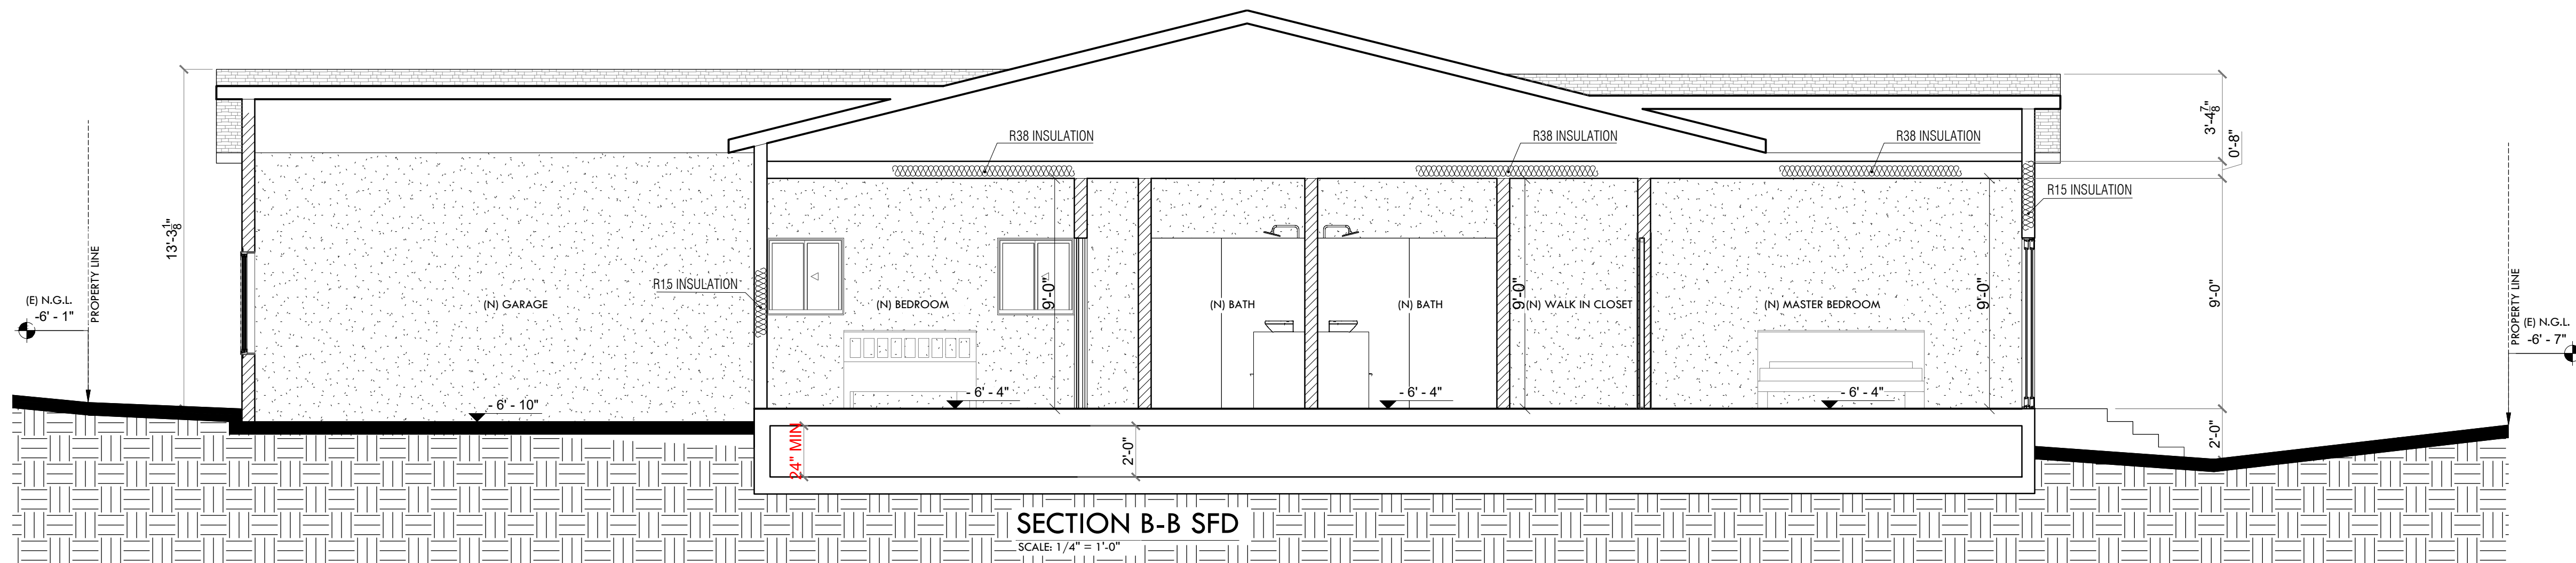 R38 INSULATION
R38 INSULATION
R38 INSULATION
3'-4 7/8"
0'-8"
13'-3 1/8"
R15 INSULATION
R15 INSULATION
(E) N.G.L.
-6' - 1"
PROPERTY LINE
(N) GARAGE
(N) BEDROOM
9'-0"
(N) BATH
(N) BATH
9'-0"
(N) WALK IN CLOSET
(N) MASTER BEDROOM
9'-0"
9'-0"
PROPERTY LINE
(E) N.G.L.
-6' - 7"
- 6' - 10"
- 6' - 4"
- 6' - 4"
- 6' - 4"
24" MIN
2'-0"
2'-0"
SECTION B-B SFD
SCALE: 1/4" = 1'-0"